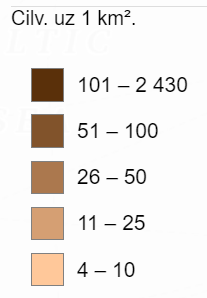 Cilv. uz 1 km².
101 – 2 430
51 – 100
26 – 50
11 – 25
4 – 10